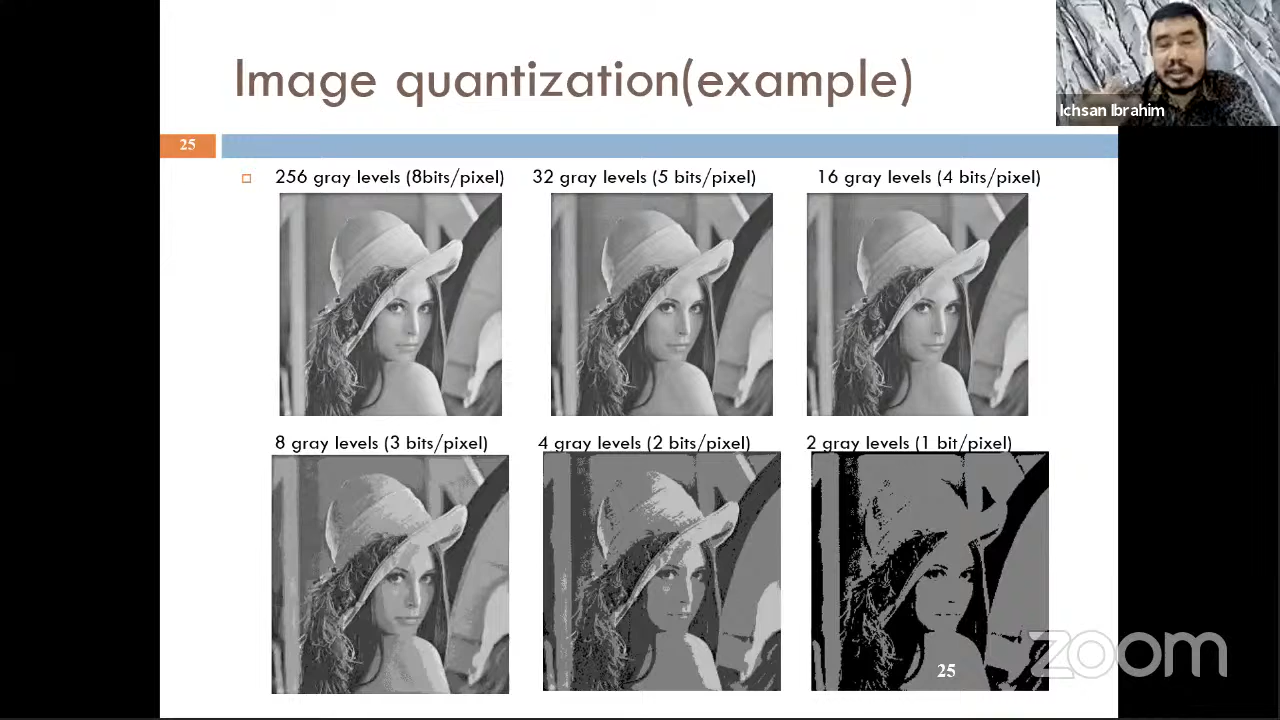 Image quantization(example)
Ichsan Ibrahim
25
256 gray levels (8bits/pixel)
32 gray levels (5 bits/pixel)
16 gray levels (4 bits/pixel)
8 gray levels (3 bits/pixel)
4 gray levels (2 bits/pixel)
2 gray levels (1 bit/pixel)
25
zoom